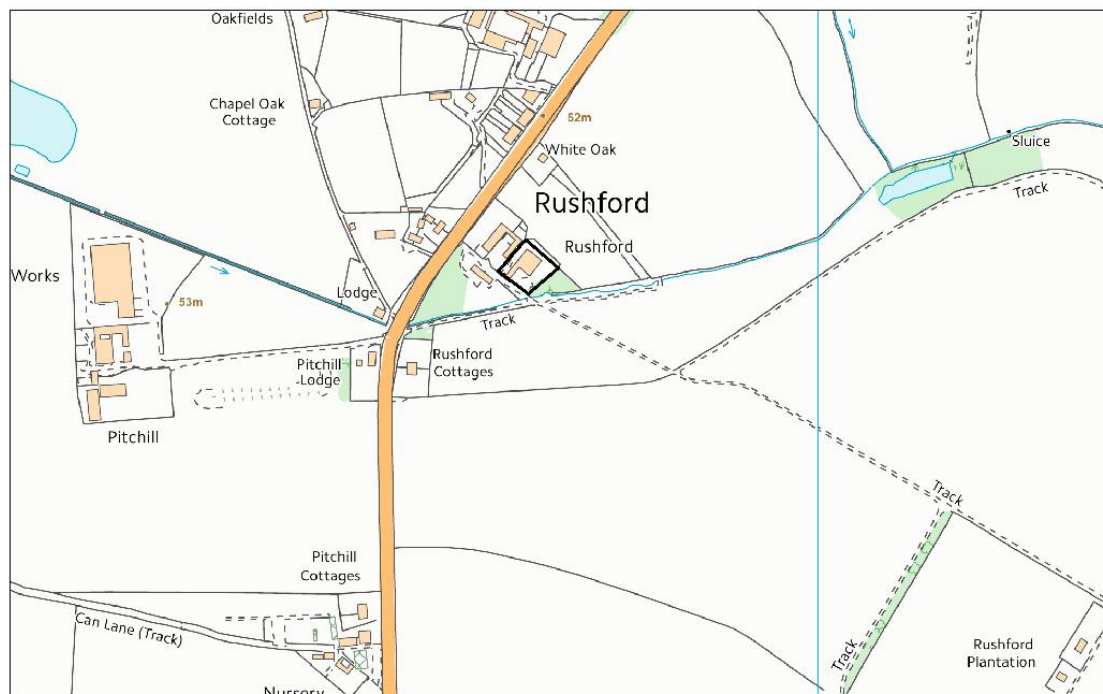 Oakfields
Chapel Oak
Cottage
52m
White Oak
Sluice
Track
Rushford
Rushford
Works
53m
Lodge
Track
Pitchill
Lodge
Rushford
Cottages
Pitchill
Track
Pitchill
Cottages
Can Lane (Track)
Track
Rushford
Plantation
Nursery